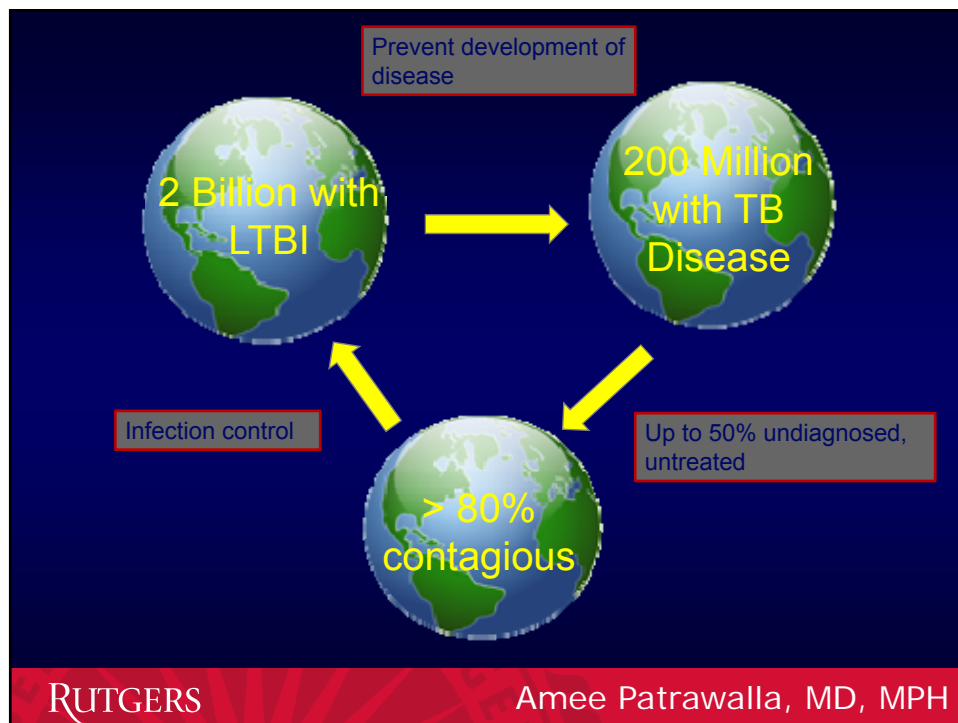 Prevent development of
disease
2 Billion with
LTBI
200 Million
with TB
Disease
Infection control
Up to 50% undiagnosed,
untreated
> 80%
contagious
RUTGERS
Amee Patrawalla, MD, MPH